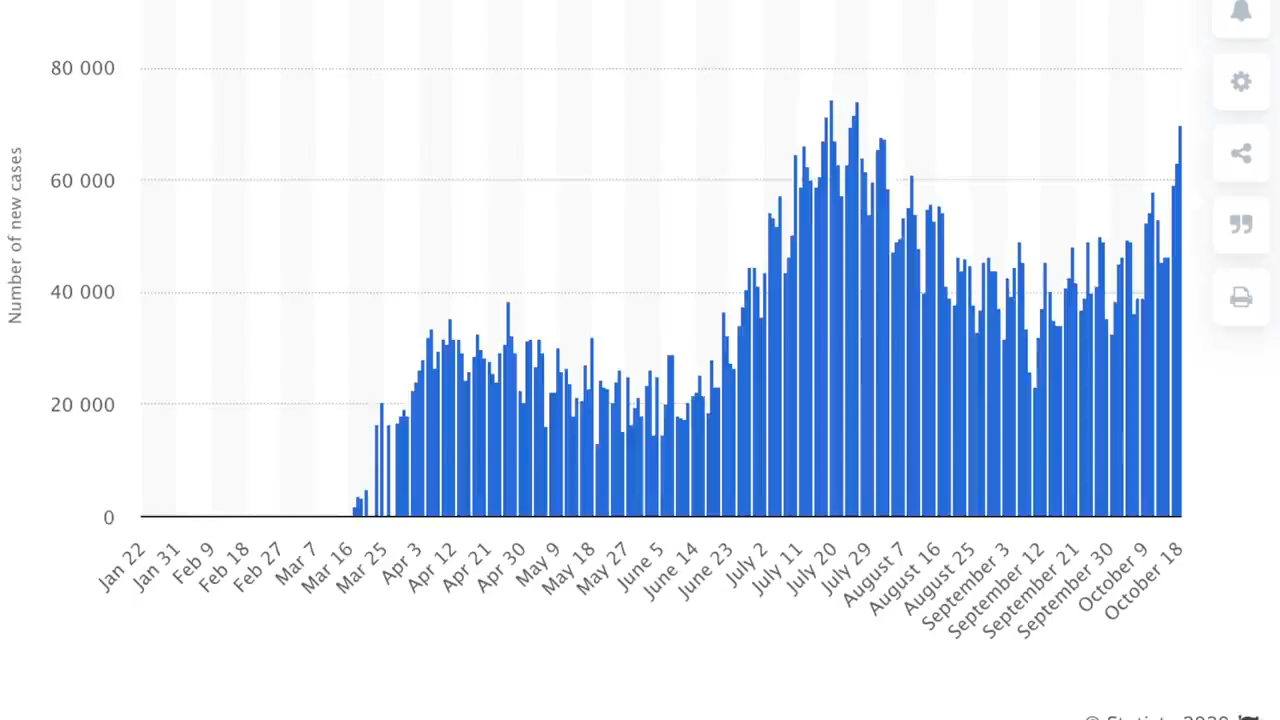 80 000
60 000
40 000
20 000
0
Number of new cases
Jan 22
Jan 31
Feb 9
Feb 18
Feb 27
Mar 7
Mar 16
Mar 25
Apr 3
Apr 12
Apr 21
Apr 30
May 9
May 18
May 27
June 5
June 14
June 23
July 2
July 11
July 20
July 29
August 7
August 16
August 25
September 3
September 12
September 21
September 30
October 9
October 18
© Statista 2020